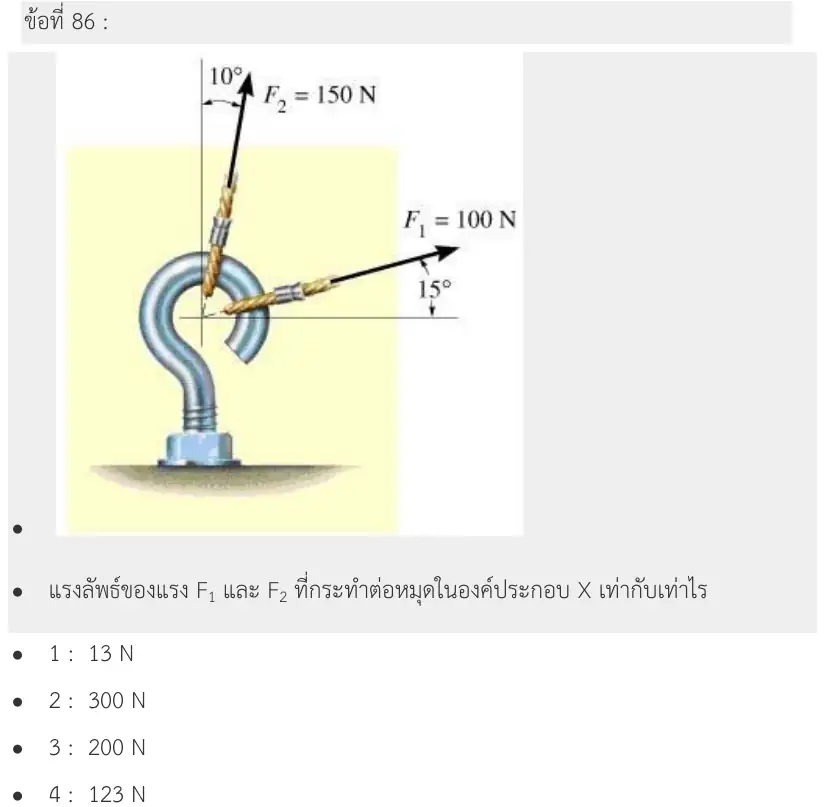 ข้อที่ 86 :
10°
F₂ = 150 N
F₁ = 100 N
15°
• แรงลัพธ์ของแรง F₁ และ F₂ ที่กระทำต่อหมุดในองค์ประกอบ X เท่ากับเท่าไร
• 1 : 13 N
• 2 : 300 N
• 3 : 200 N
• 4 : 123 N